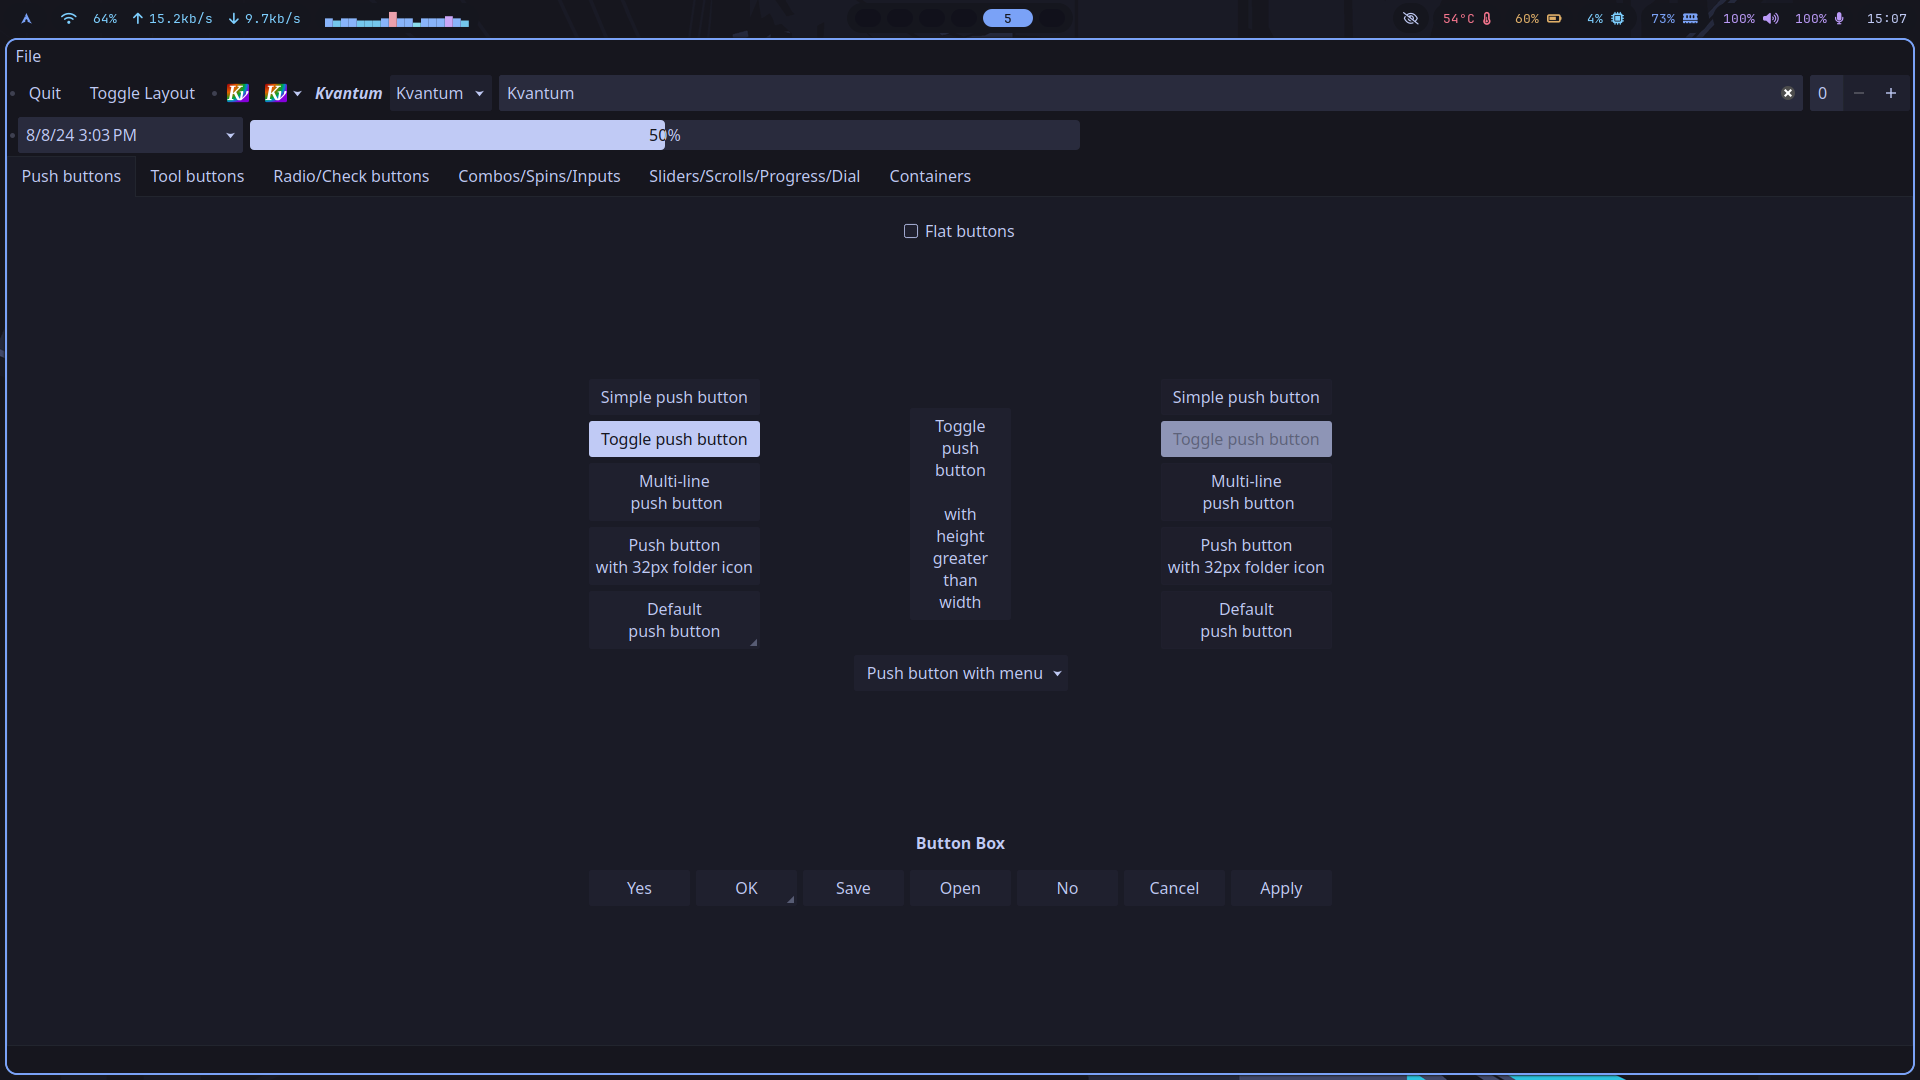 64% 15.2kb/s 9.7kb/s 5 54°C 60% 4% 73% 100% 100% 15:07
File
Quit Toggle Layout Kv Kv Kvantum Kvantum Kvantum 0
8/8/24 3:03 PM 50%
Push buttons Tool buttons Radio/Check buttons Combos/Spins/Inputs Sliders/Scrolls/Progress/Dial Containers
Flat buttons
Simple push button
Toggle push button
Multi-line
push button
Push button
with 32px folder icon
Default
push button
Toggle
push
button
with
height
greater
than
width
Push button with menu
Simple push button
Toggle push button
Multi-line
push button
Push button
with 32px folder icon
Default
push button
Button Box
Yes OK Save Open No Cancel Apply